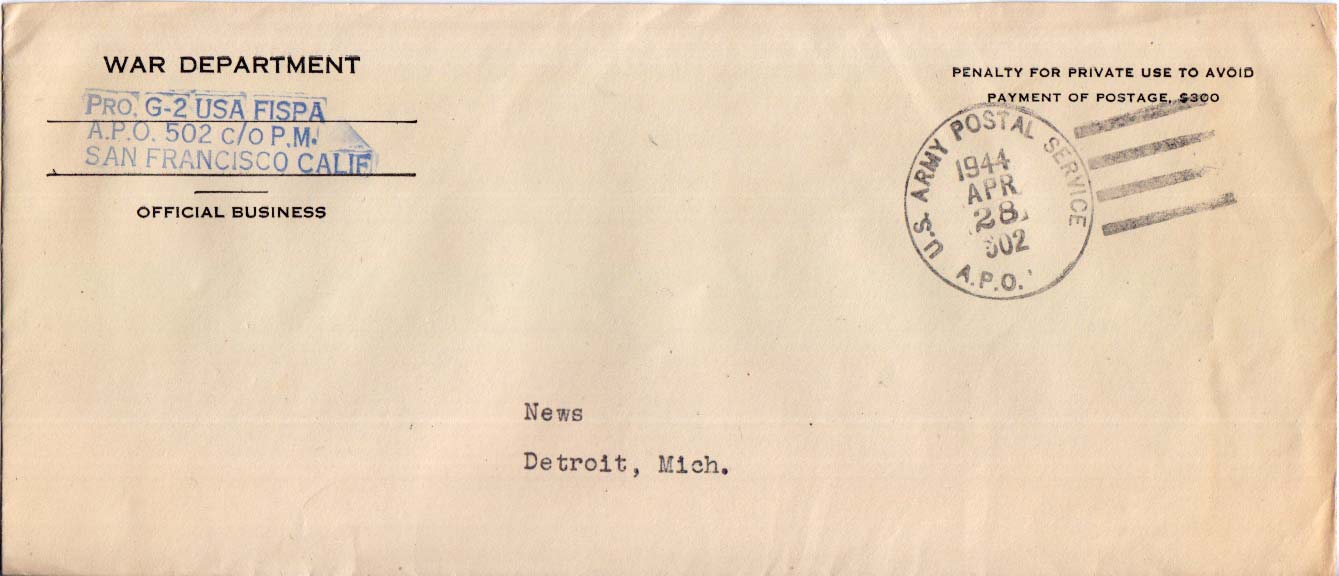 WAR DEPARTMENT
PRO. G-2 USA FISPA
A.P.O. 502 c/o P.M.
SAN FRANCISCO CALIF
OFFICIAL BUSINESS
PENALTY FOR PRIVATE USE TO AVOID
PAYMENT OF POSTAGE, $300
U.S. ARMY POSTAL SERVICE
1944
APR
28
502
A.P.O.
News
Detroit, Mich.